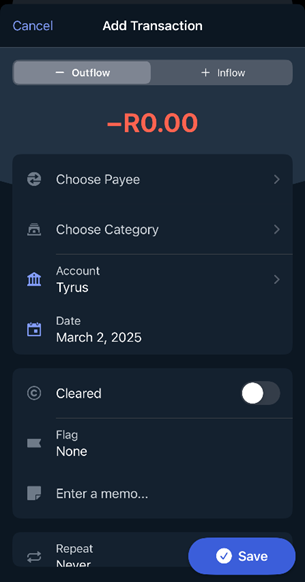 Cancel Add Transaction
− Outflow + Inflow
−R0.00
Choose Payee
Choose Category
Account
Tyrus
Date
March 2, 2025
© Cleared
Flag
None
Enter a memo...
Repeat
Never
Save